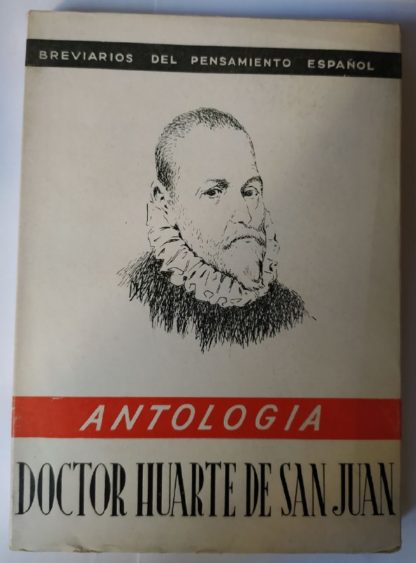 BREVIARIOS DEL PENSAMIENTO ESPAÑOL
ANTOLOGIA
DOCTOR HUARTE DE SAN JUAN